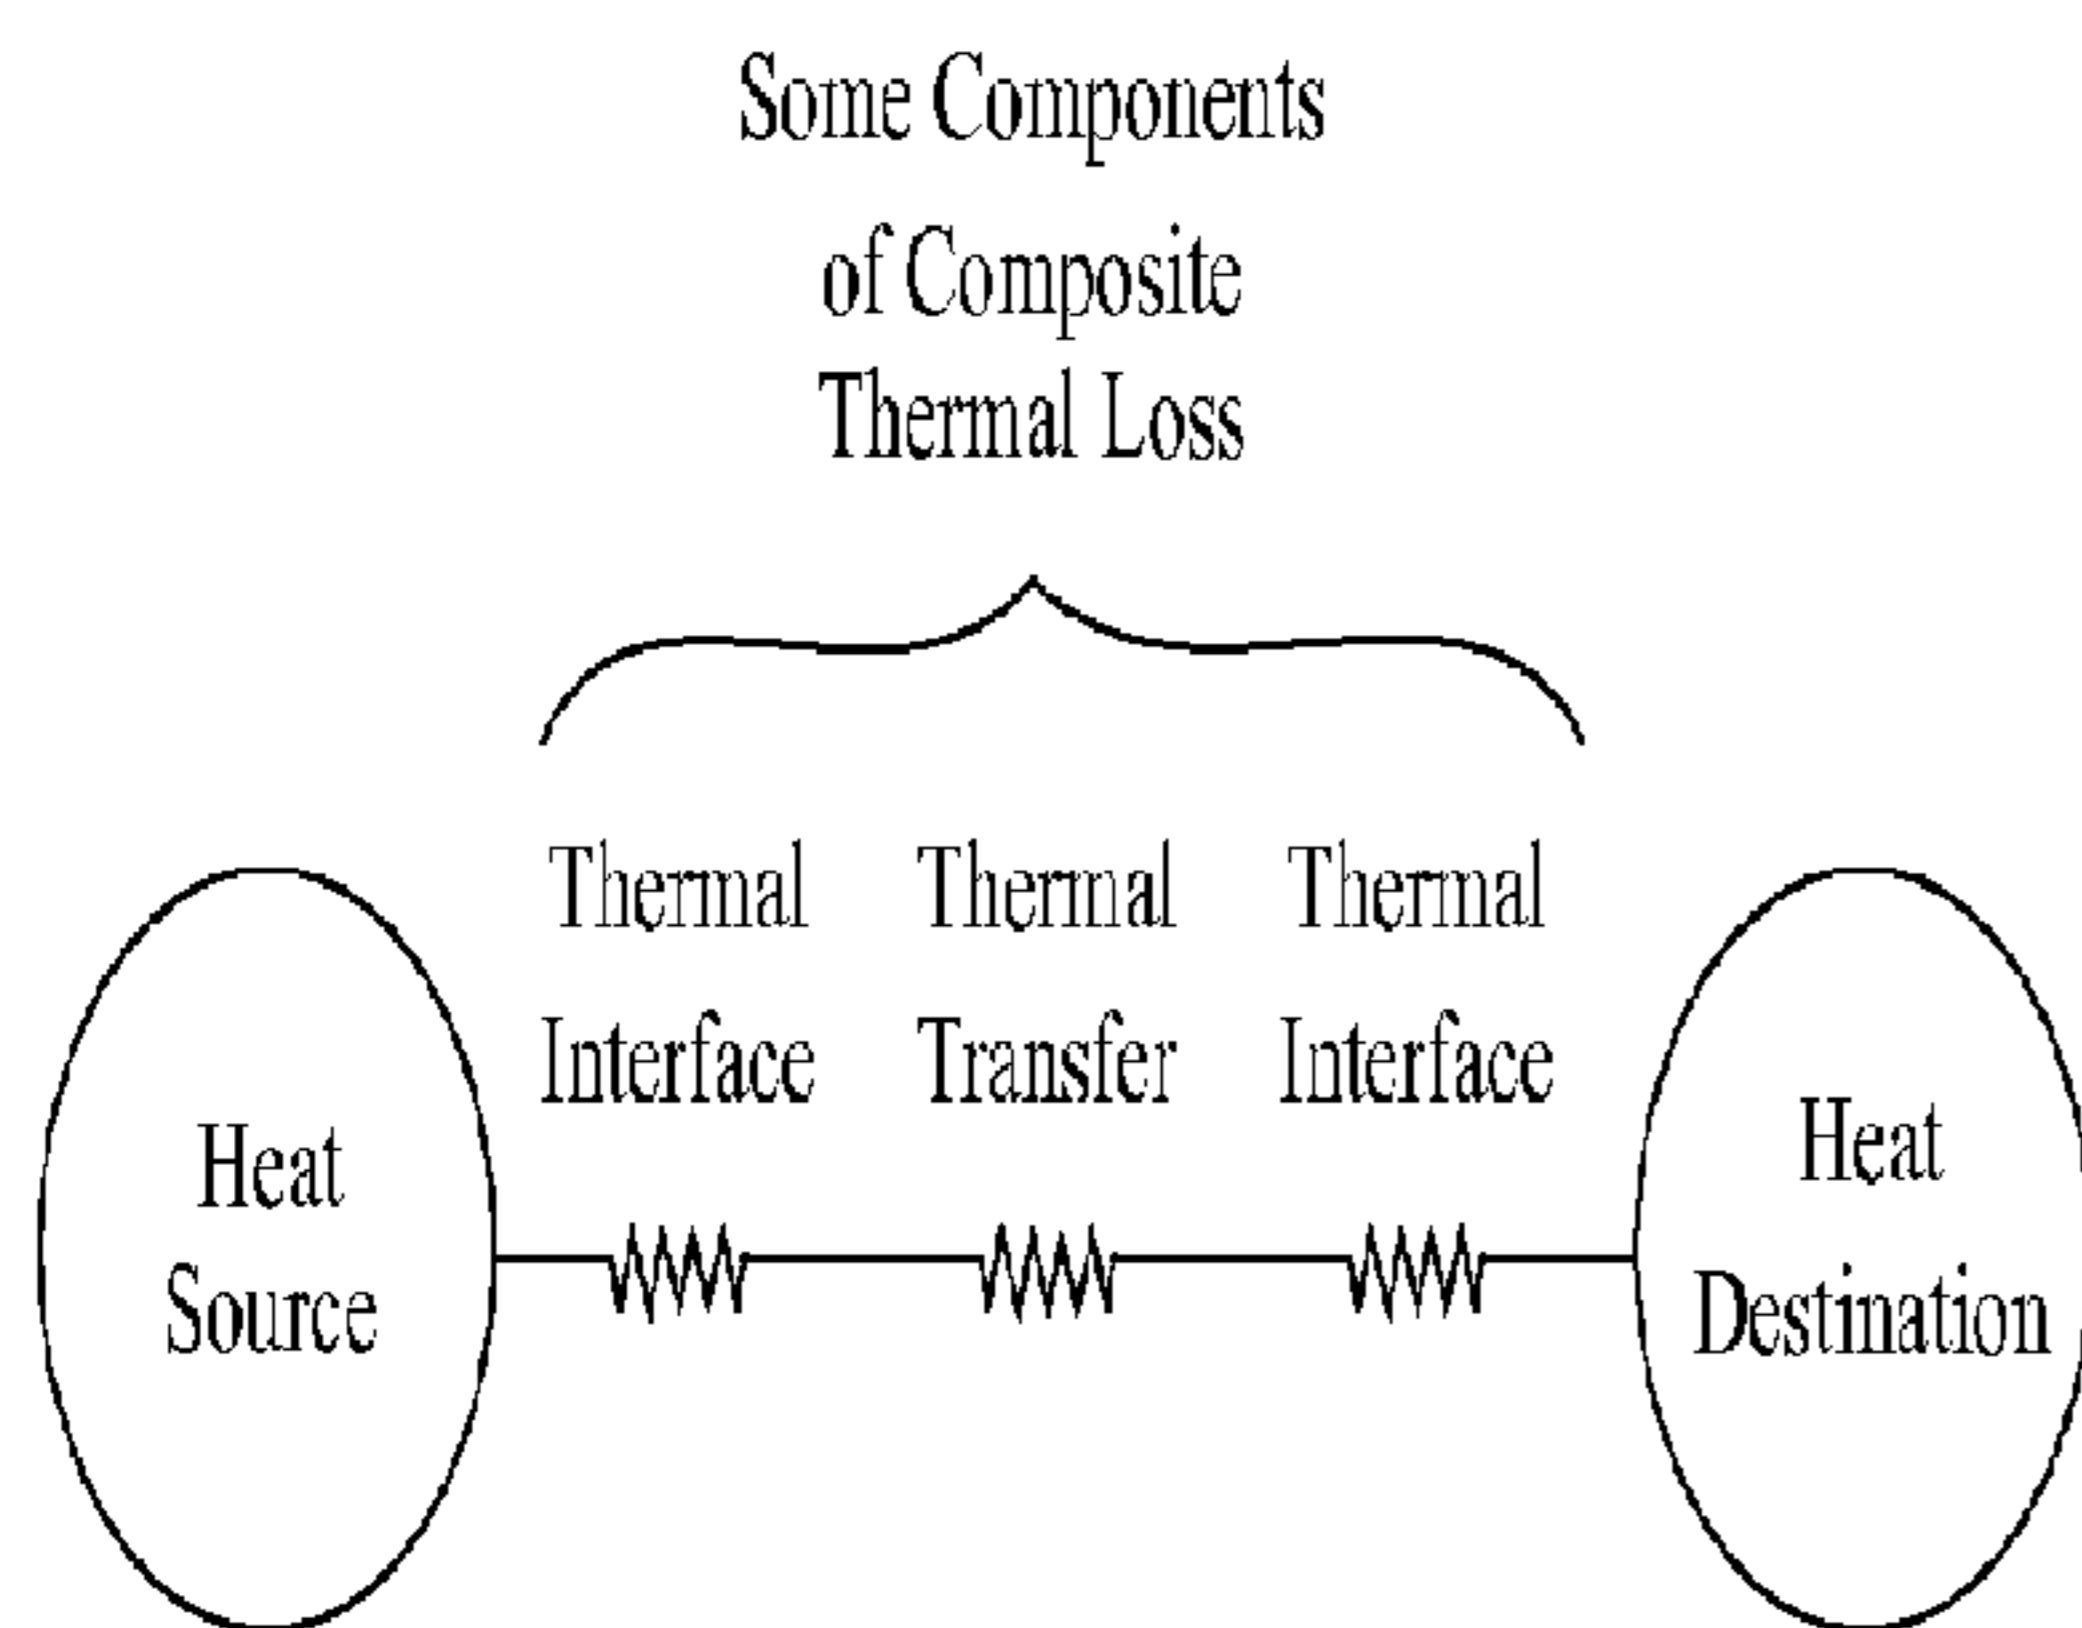 Some Components
of Composite
Thermal Loss
Thermal
Interface
Thermal
Transfer
Thermal
Interface
Heat
Source
Heat
Destination